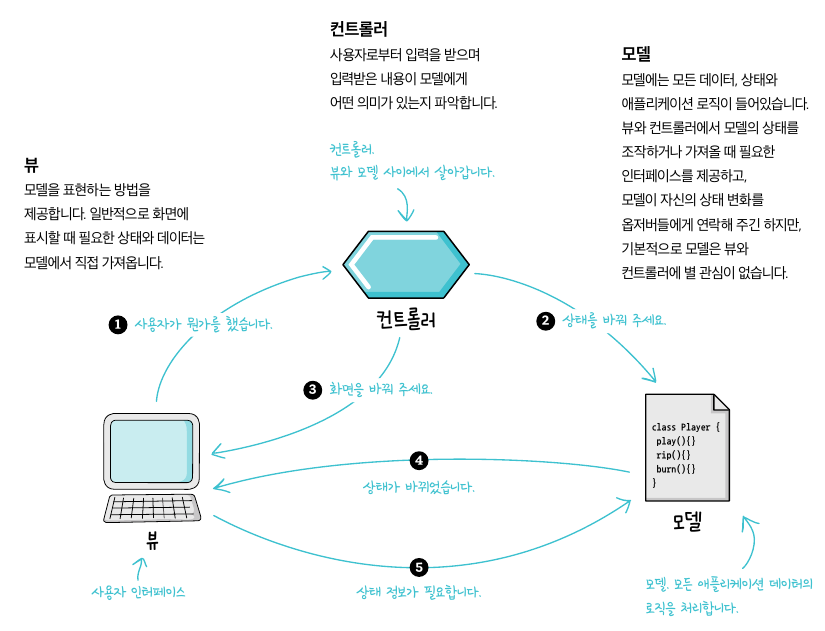 컨트롤러
사용자로부터 입력을 받으며
입력받은 내용이 모델에게
어떤 의미가 있는지 파악합니다.
모델
모델에는 모든 데이터, 상태와
애플리케이션 로직이 들어있습니다.
뷰와 컨트롤러에서 모델의 상태를
조작하거나 가져올 때 필요한
인터페이스를 제공하고,
모델이 자신의 상태 변화를
옵저버들에게 연락해 주긴 하지만,
기본적으로 모델은 뷰와
컨트롤러에 별 관심이 없습니다.
뷰
모델을 표현하는 방법을
제공합니다. 일반적으로 화면에
표시할 때 필요한 상태와 데이터는
모델에서 직접 가져옵니다.
컨트롤러.
뷰와 모델 사이에서 살아갑니다.
컨트롤러
1 사용자가 뭔가를 했습니다.
2 상태를 바꿔 주세요.
3 화면을 바꿔 주세요.
4
상태가 바뀌었습니다.
class Player {
play(){}
rip(){}
burn(){}
}
모델
뷰
5
상태 정보가 필요합니다.
사용자 인터페이스
모델. 모든 애플리케이션 데이터와
로직을 처리합니다.